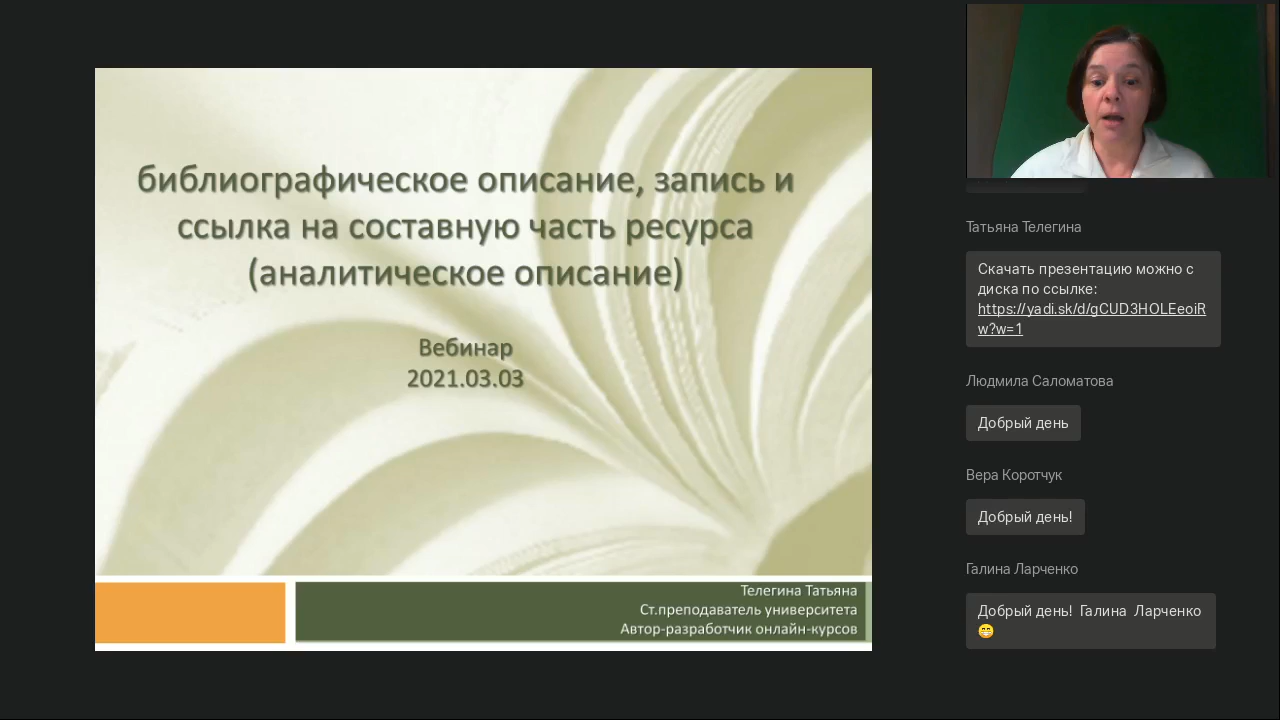 библиографическое описание, запись и
ссылка на составную часть ресурса
(аналитическое описание)
Вебинар
2021.03.03
Телегина Татьяна
Ст.преподаватель университета
Автор-разработчик онлайн-курсов
Татьяна Телегина
Скачать презентацию можно с
диска по ссылке:
https://yadi.sk/d/gCUD3HOLEeoiR
w?w=1
Людмила Саломатова
Добрый день
Вера Коротчук
Добрый день!
Галина Ларченко
Добрый день! Галина Ларченко
😁